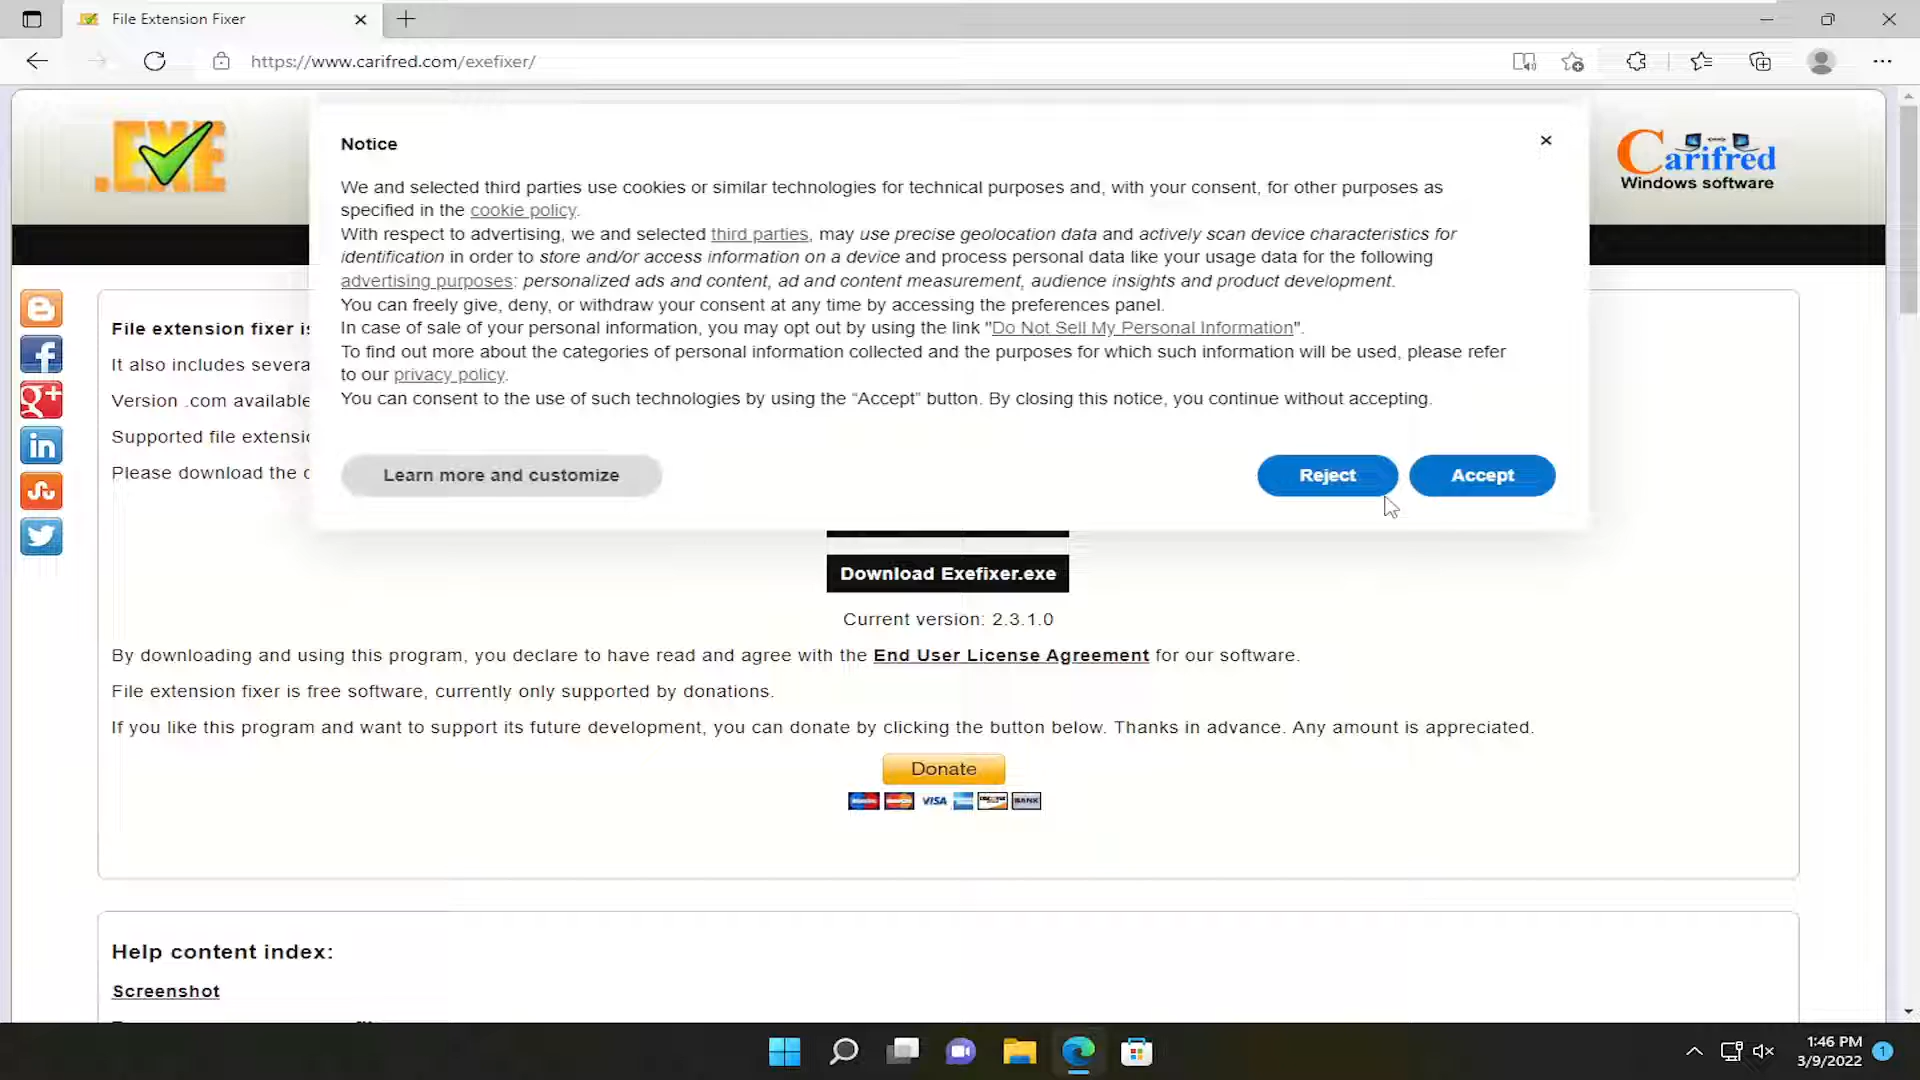 File Extension Fixer
https://www.carifred.com/exefixer/
.EXE
Carifred
Windows software
Notice
We and selected third parties use cookies or similar technologies for technical purposes and, with your consent, for other purposes as
specified in the cookie policy.
With respect to advertising, we and selected third parties, may use precise geolocation data and actively scan device characteristics for
identification in order to store and/or access information on a device and process personal data like your usage data for the following
advertising purposes: personalized ads and content, ad and content measurement, audience insights and product development.
You can freely give, deny, or withdraw your consent at any time by accessing the preferences panel.
In case of sale of your personal information, you may opt out by using the link "Do Not Sell My Personal Information".
To find out more about the categories of personal information collected and the purposes for which such information will be used, please refer
to our privacy policy.
You can consent to the use of such technologies by using the “Accept” button. By closing this notice, you continue without accepting.
Learn more and customize
Reject
Accept
File extension fixer is
It also includes severa
Version .com available
Supported file extensi
Please download the
Download Exefixer.exe
Current version: 2.3.1.0
By downloading and using this program, you declare to have read and agree with the End User License Agreement for our software.
File extension fixer is free software, currently only supported by donations.
If you like this program and want to support its future development, you can donate by clicking the button below. Thanks in advance. Any amount is appreciated.
Donate
VISA
BANK
Help content index:
Screenshot
1:46 PM
3/9/2022
1